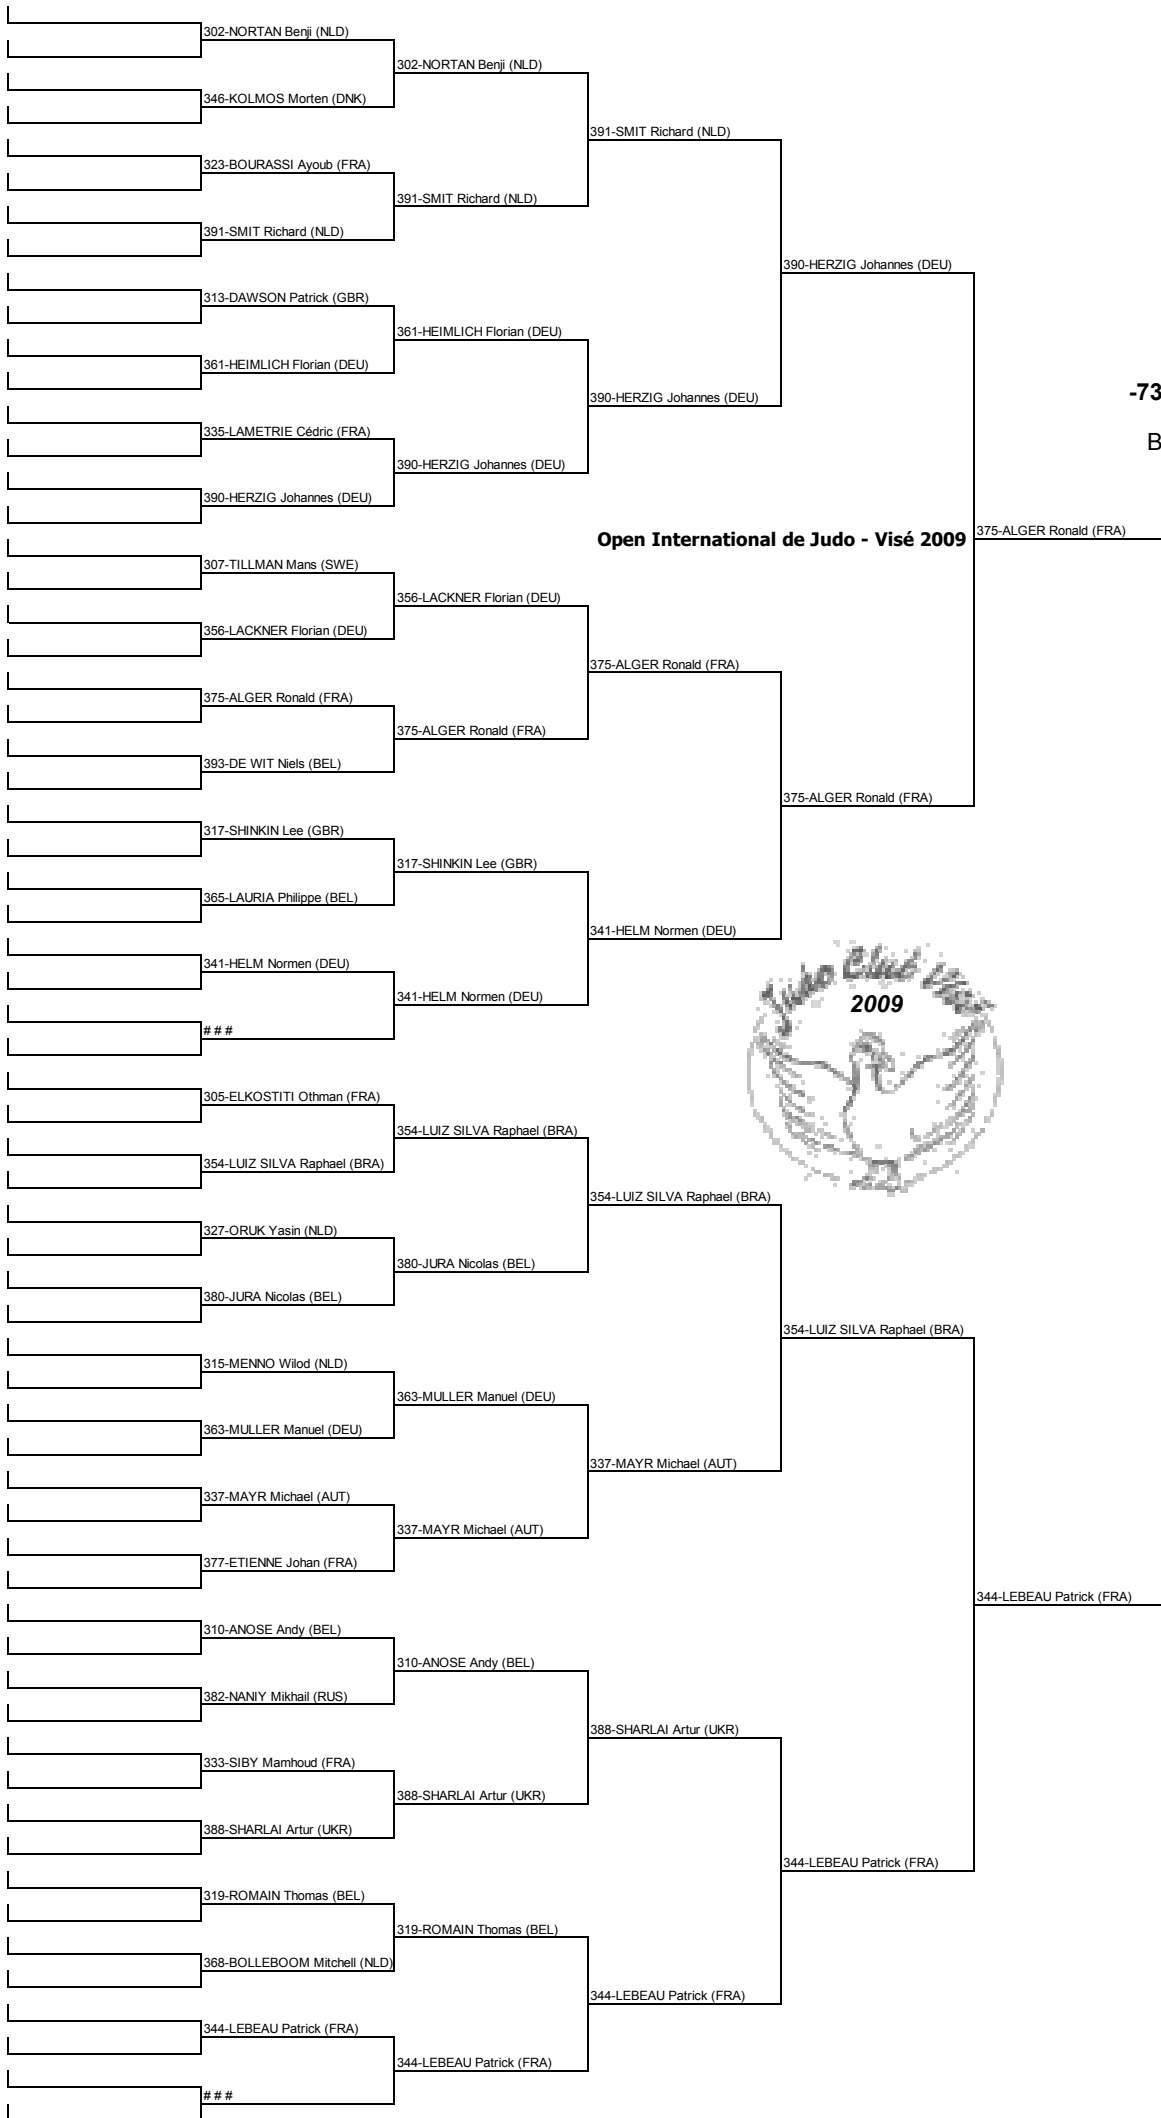 302-NORTAN Benji (NLD)
302-NORTAN Benji (NLD)
346-KOLMOS Morten (DNK)
391-SMIT Richard (NLD)
323-BOURASSI Ayoub (FRA)
391-SMIT Richard (NLD)
391-SMIT Richard (NLD)
390-HERZIG Johannes (DEU)
313-DAWSON Patrick (GBR)
361-HEIMLICH Florian (DEU)
361-HEIMLICH Florian (DEU)
-73
390-HERZIG Johannes (DEU)
335-LAMETRIE Cédric (FRA)
B
390-HERZIG Johannes (DEU)
390-HERZIG Johannes (DEU)
Open International de Judo - Visé 2009
375-ALGER Ronald (FRA)
307-TILLMAN Mans (SWE)
356-LACKNER Florian (DEU)
356-LACKNER Florian (DEU)
375-ALGER Ronald (FRA)
375-ALGER Ronald (FRA)
375-ALGER Ronald (FRA)
393-DE WIT Niels (BEL)
375-ALGER Ronald (FRA)
317-SHINKIN Lee (GBR)
317-SHINKIN Lee (GBR)
365-LAURIA Philippe (BEL)
341-HELM Normen (DEU)
341-HELM Normen (DEU)
341-HELM Normen (DEU)
Judo Club Visé
2009
# # #
305-ELKOSTITI Othman (FRA)
354-LUIZ SILVA Raphael (BRA)
354-LUIZ SILVA Raphael (BRA)
354-LUIZ SILVA Raphael (BRA)
327-ORUK Yasin (NLD)
380-JURA Nicolas (BEL)
380-JURA Nicolas (BEL)
354-LUIZ SILVA Raphael (BRA)
315-MENNO Wilod (NLD)
363-MULLER Manuel (DEU)
363-MULLER Manuel (DEU)
337-MAYR Michael (AUT)
337-MAYR Michael (AUT)
337-MAYR Michael (AUT)
377-ETIENNE Johan (FRA)
344-LEBEAU Patrick (FRA)
310-ANOSE Andy (BEL)
310-ANOSE Andy (BEL)
382-NANIY Mikhail (RUS)
388-SHARLAI Artur (UKR)
333-SIBY Mamhoud (FRA)
388-SHARLAI Artur (UKR)
388-SHARLAI Artur (UKR)
344-LEBEAU Patrick (FRA)
319-ROMAIN Thomas (BEL)
319-ROMAIN Thomas (BEL)
368-BOLLEBOOM Mitchell (NLD)
344-LEBEAU Patrick (FRA)
344-LEBEAU Patrick (FRA)
344-LEBEAU Patrick (FRA)
# # #